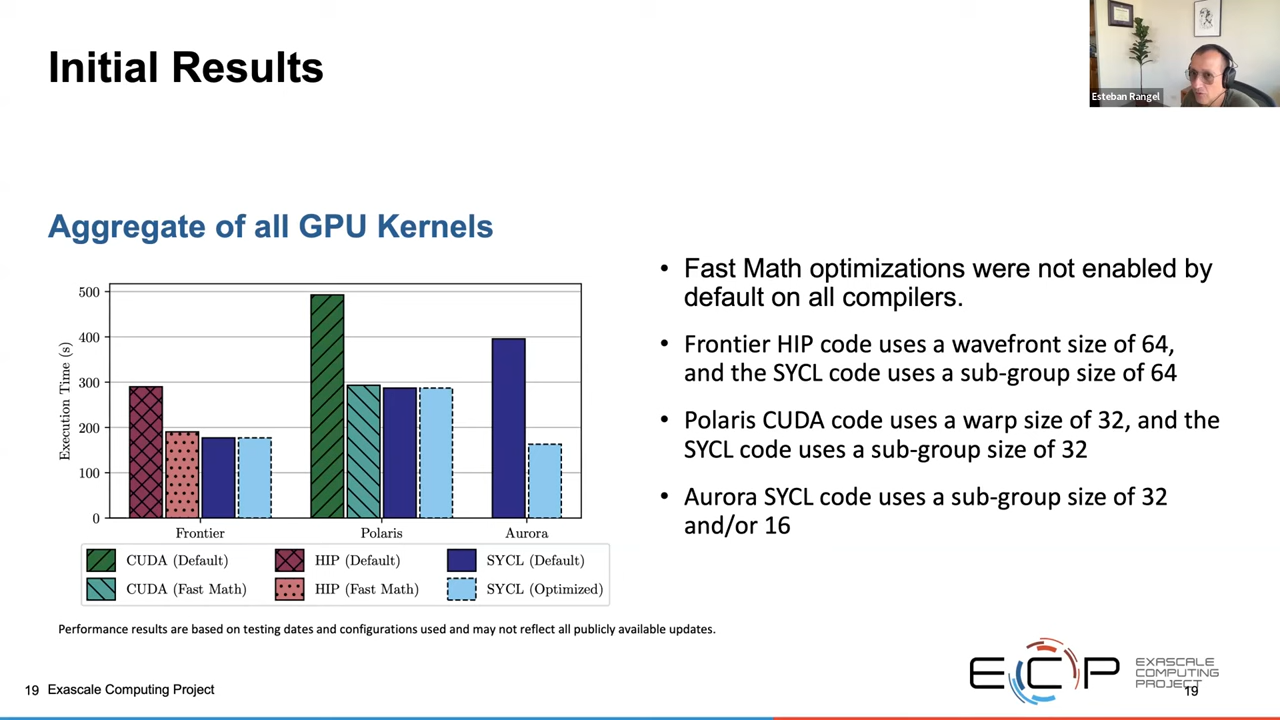 Initial Results
Esteban Rangel
Aggregate of all GPU Kernels
Execution Time (s)
500
400
300
200
100
0
Frontier
Polaris
Aurora
CUDA (Default)
HIP (Default)
SYCL (Default)
CUDA (Fast Math)
HIP (Fast Math)
SYCL (Optimized)
• Fast Math optimizations were not enabled by
default on all compilers.
• Frontier HIP code uses a wavefront size of 64,
and the SYCL code uses a sub-group size of 64
• Polaris CUDA code uses a warp size of 32, and the
SYCL code uses a sub-group size of 32
• Aurora SYCL code uses a sub-group size of 32
and/or 16
Performance results are based on testing dates and configurations used and may not reflect all publicly available updates.
19 Exascale Computing Project
ECP
EXASCALE
COMPUTING
PROJECT
19